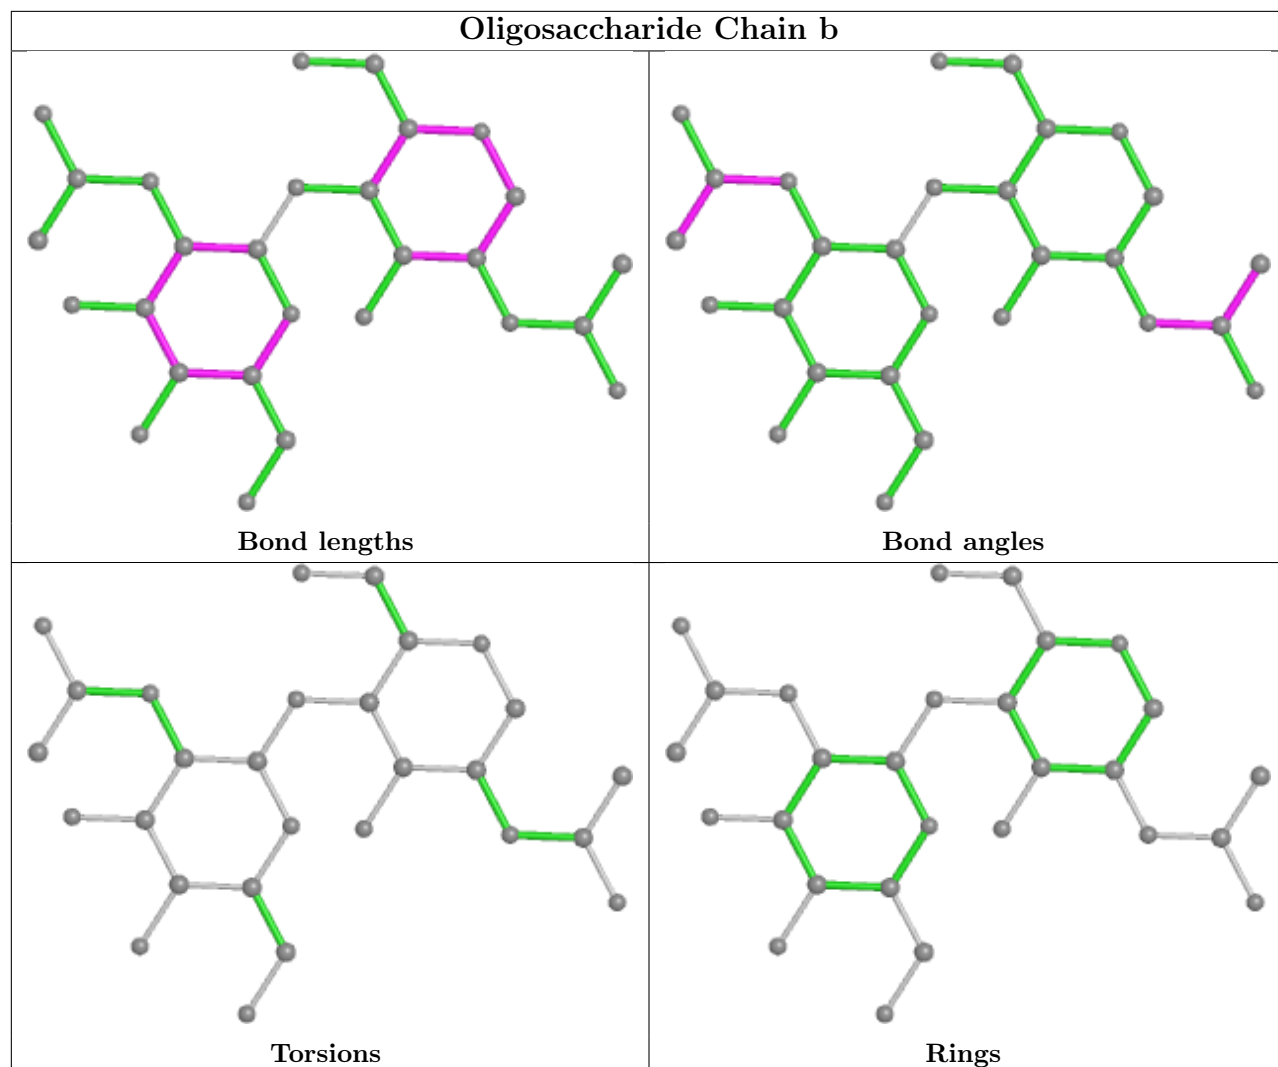 Oligosaccharide Chain b
Bond lengths
Bond angles
Torsions
Rings